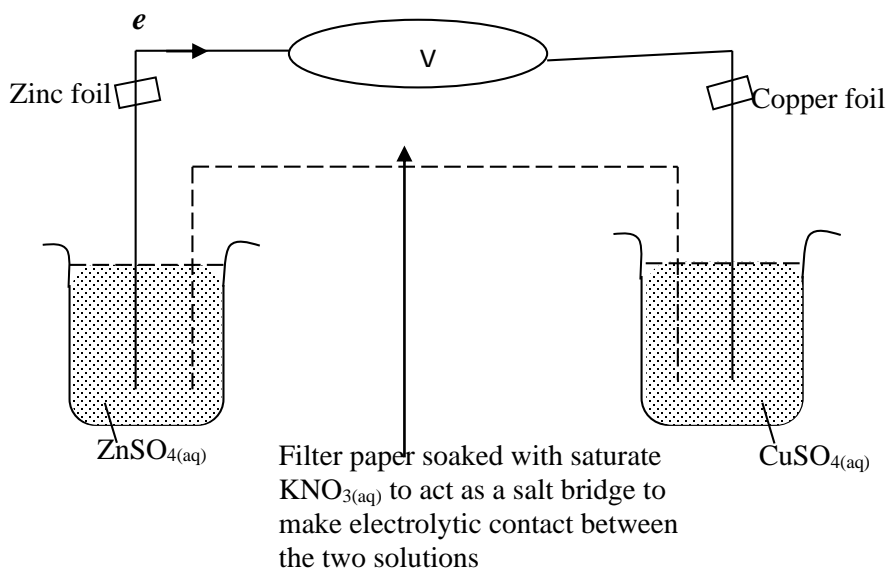 e
V
Zinc foil
Copper foil
ZnSO4(aq)
CuSO4(aq)
Filter paper soaked with saturate
KNO3(aq) to act as a salt bridge to
make electrolytic contact between
the two solutions